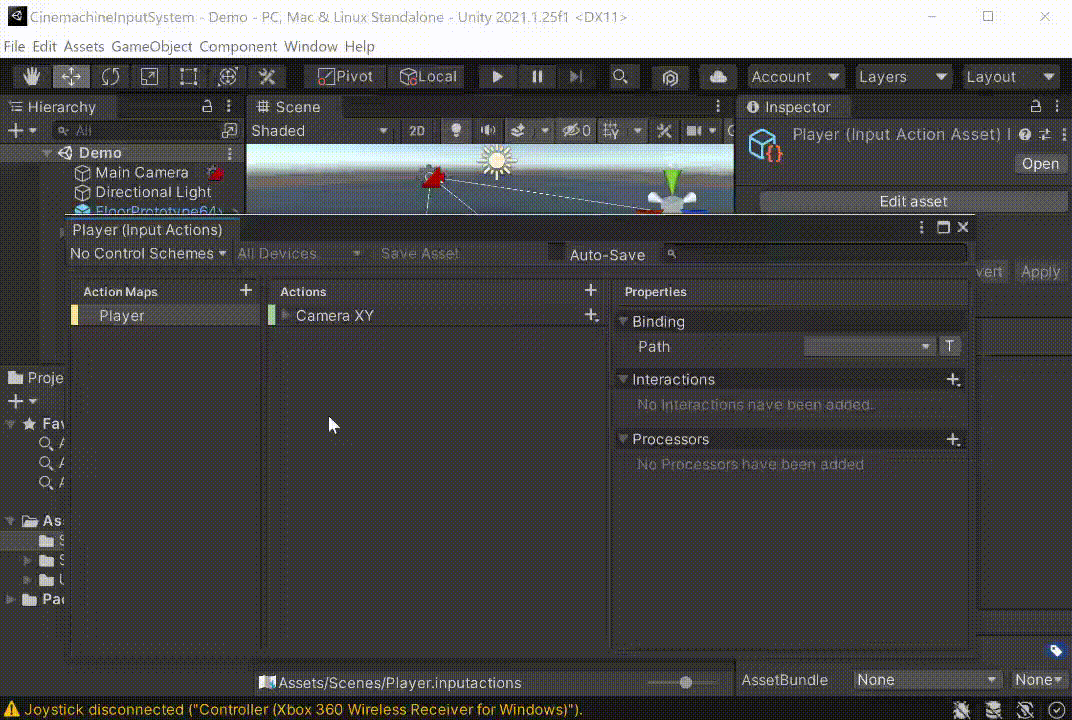 CinemachineInputSystem - Demo - PC, Mac & Linux Standalone - Unity 2021.1.25f1 <DX11>
File Edit Assets GameObject Component Window Help
Pivot Local Account Layers Layout
Hierarchy
All
Demo
Main Camera
Directional Light
FloorPrototype64x
Scene
Shaded 2D 0
Inspector
Player (Input Action Asset) I
Open
Edit asset
Player (Input Actions)
No Control Schemes All Devices Save Asset Auto-Save
Action Maps
Player
Actions
Camera XY
Properties
Binding
Path T
Interactions
No Interactions have been added.
Processors
No Processors have been added
vert Apply
Proje
Fav
A
A
A
Ass
S
S
U
Pac
Assets/Scenes/Player.inputactions
AssetBundle None None
Joystick disconnected ("Controller (Xbox 360 Wireless Receiver for Windows)").